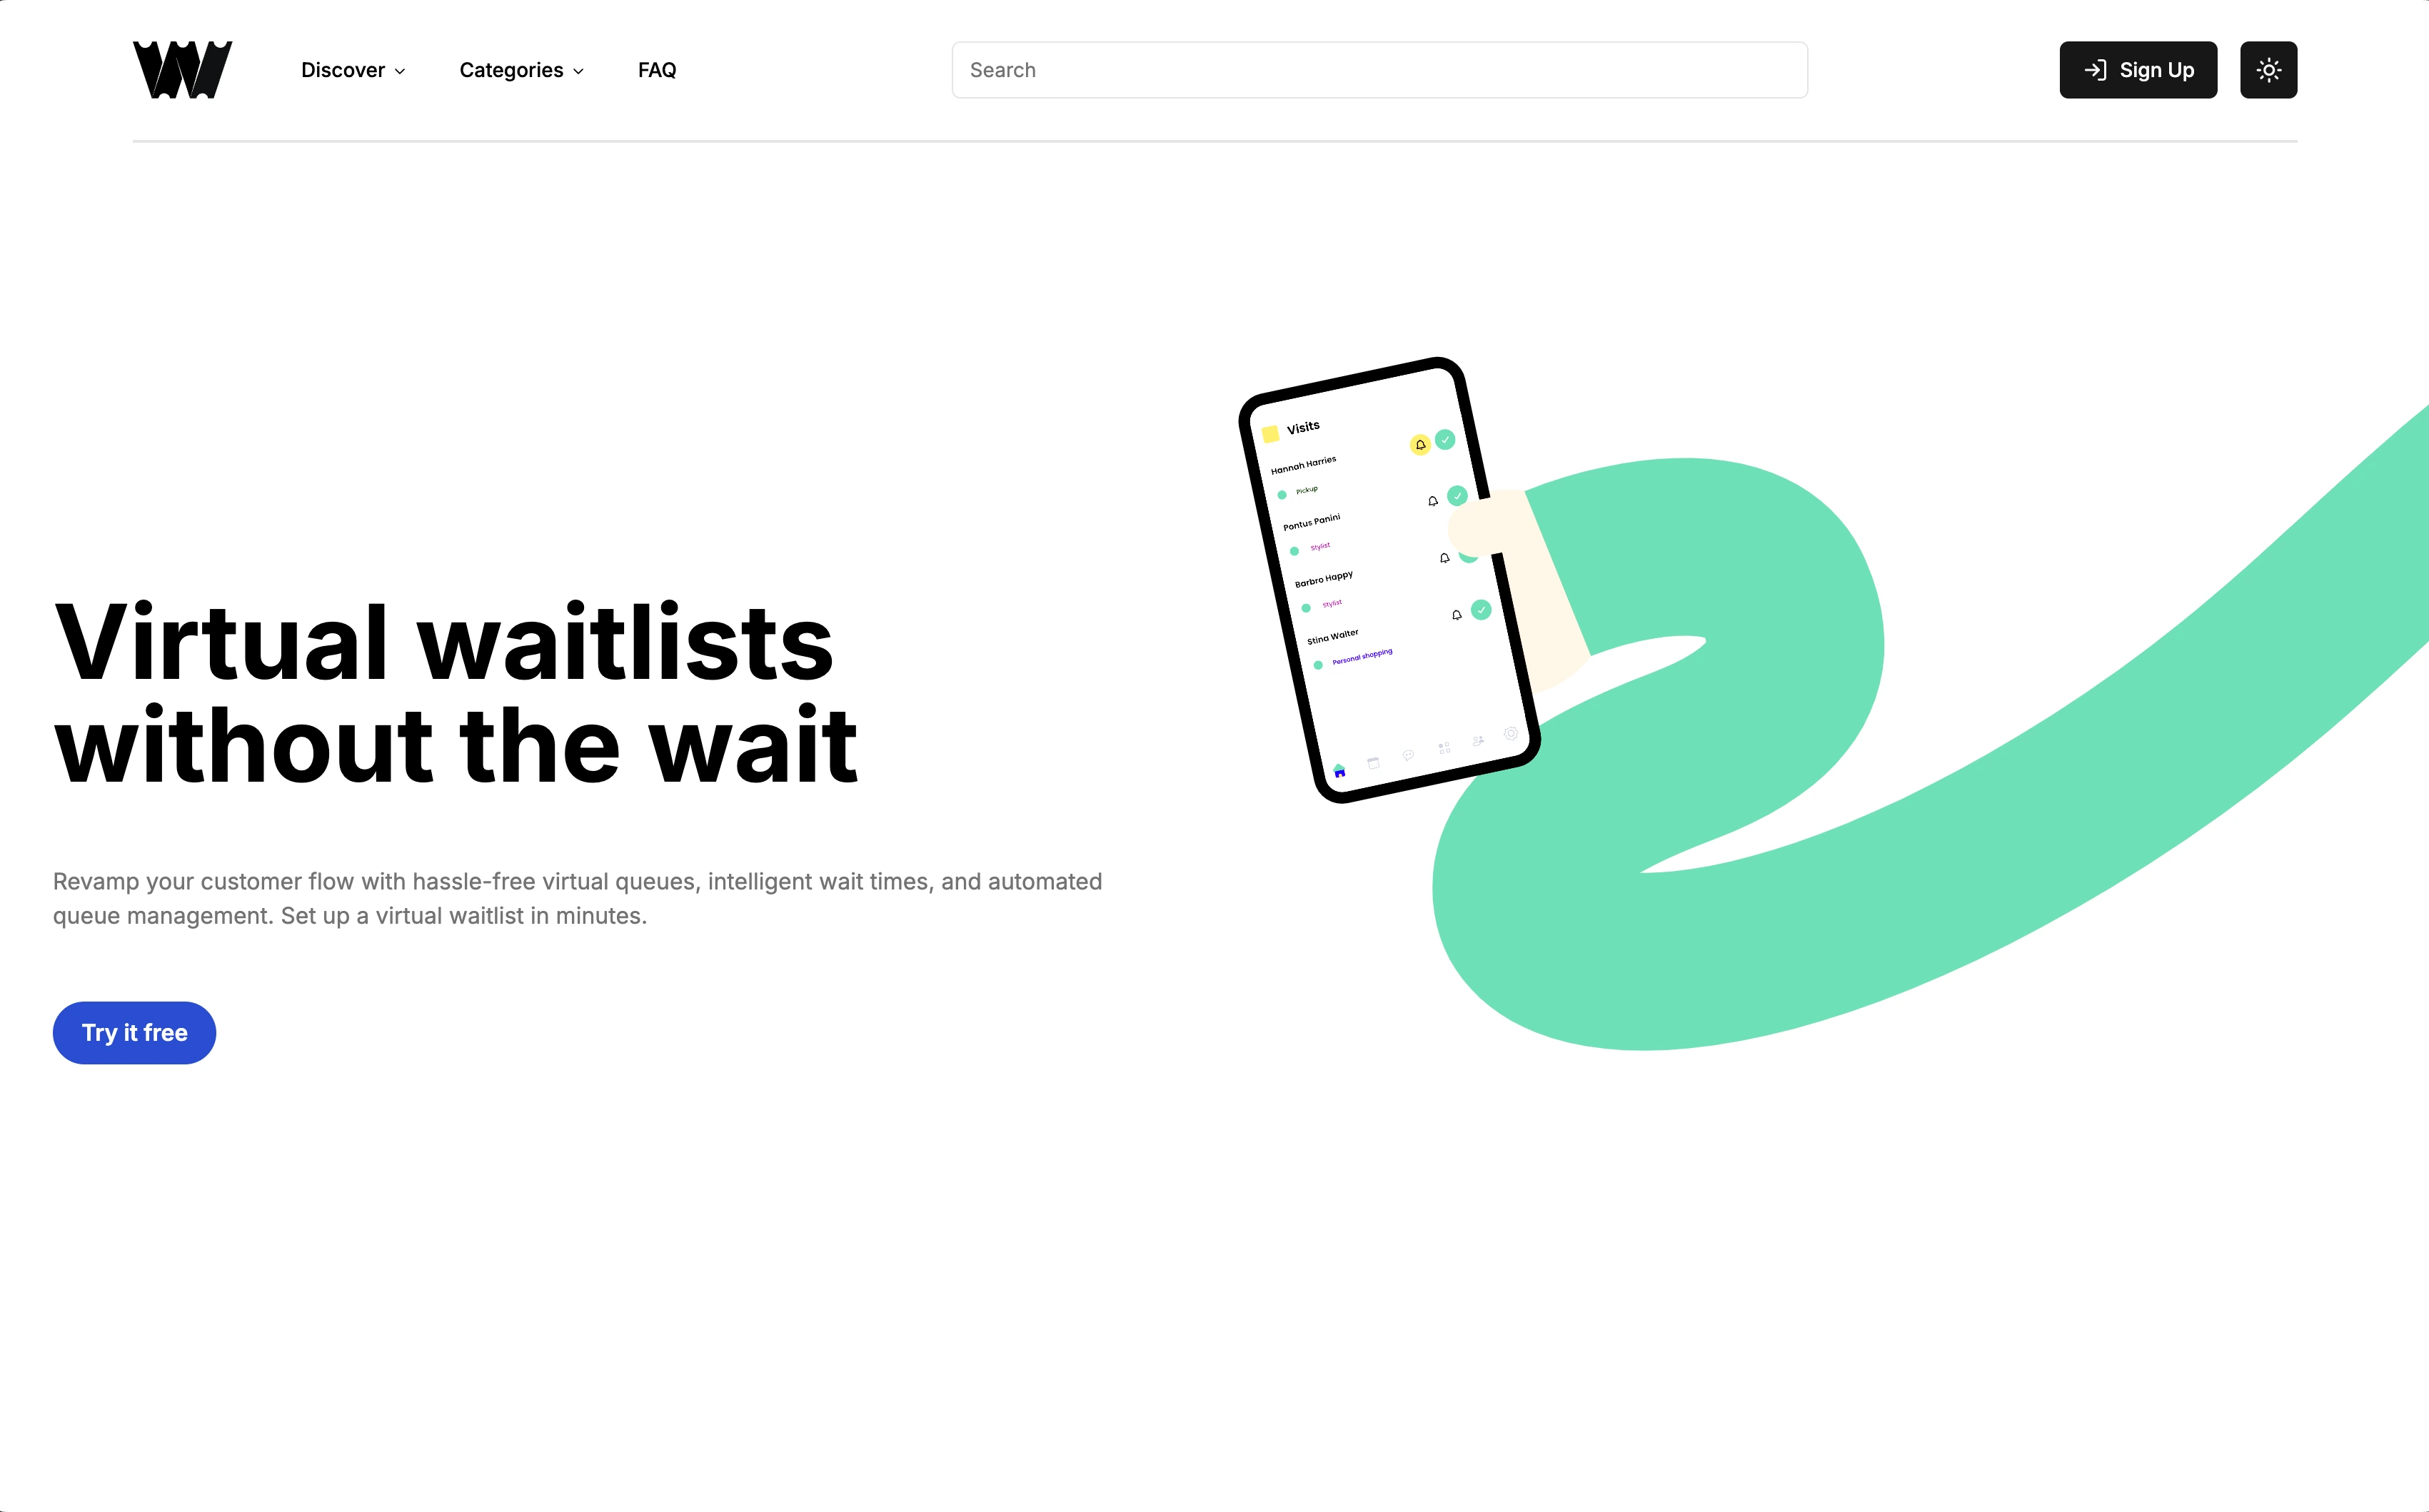 Discover
Categories
FAQ
Search
Sign Up
Virtual waitlists
without the wait
Revamp your customer flow with hassle-free virtual queues, intelligent wait times, and automated
queue management. Set up a virtual waitlist in minutes.
Try it free
Visits
Hannah Harries
Pickup
Pontus Panini
Stylist
Barbro Happy
Stylist
Stina Walter
Personal shopping